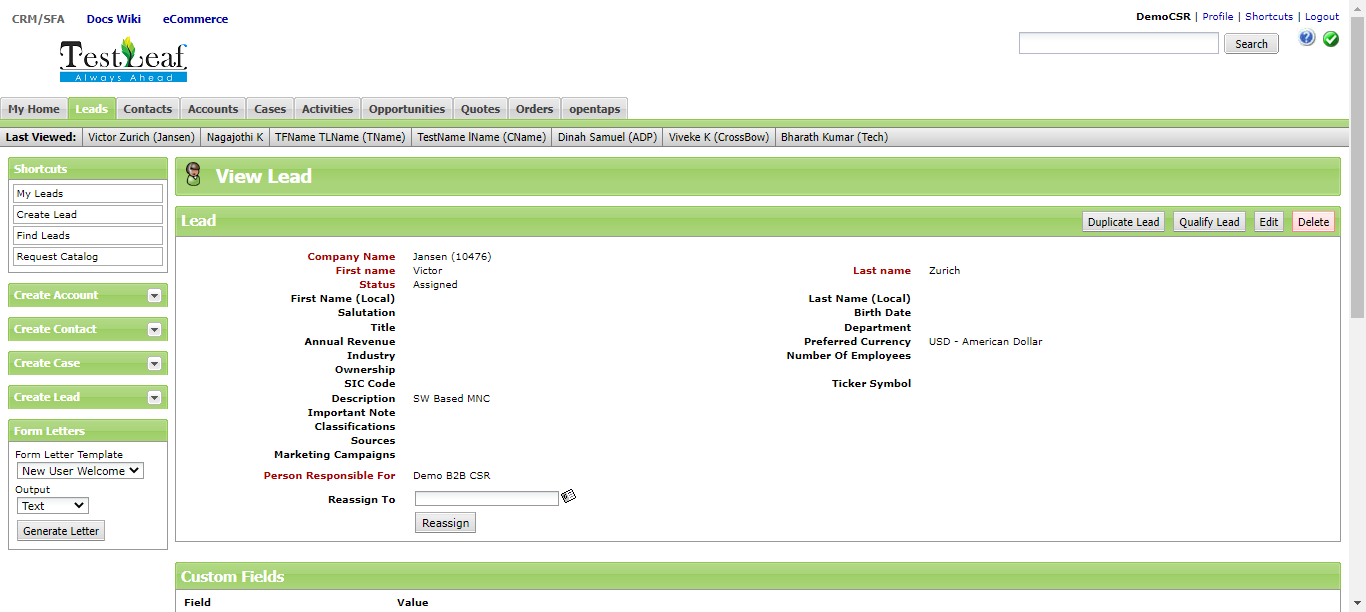 CRM/SFA Docs Wiki eCommerce
DemoCSR | Profile | Shortcuts | Logout
TestLeaf
Always Ahead
Search
My Home Leads Contacts Accounts Cases Activities Opportunities Quotes Orders opentaps
Last Viewed: Victor Zurich (Jansen) Nagajothi K TFName TLName (TName) TestName lName (CName) Dinah Samuel (ADP) Viveke K (CrossBow) Bharath Kumar (Tech)
Shortcuts
My Leads
Create Lead
Find Leads
Request Catalog
Create Account
Create Contact
Create Case
Create Lead
Form Letters
Form Letter Template
New User Welcome
Output
Text
Generate Letter
View Lead
Lead
Duplicate Lead Qualify Lead Edit Delete
Company Name Jansen (10476)
First name Victor Last name Zurich
Status Assigned
First Name (Local) Last Name (Local)
Salutation Birth Date
Title Department
Annual Revenue Preferred Currency USD - American Dollar
Industry Number Of Employees
Ownership
SIC Code Ticker Symbol
Description SW Based MNC
Important Note
Classifications
Sources
Marketing Campaigns
Person Responsible For Demo B2B CSR
Reassign To
Reassign
Custom Fields
Field Value